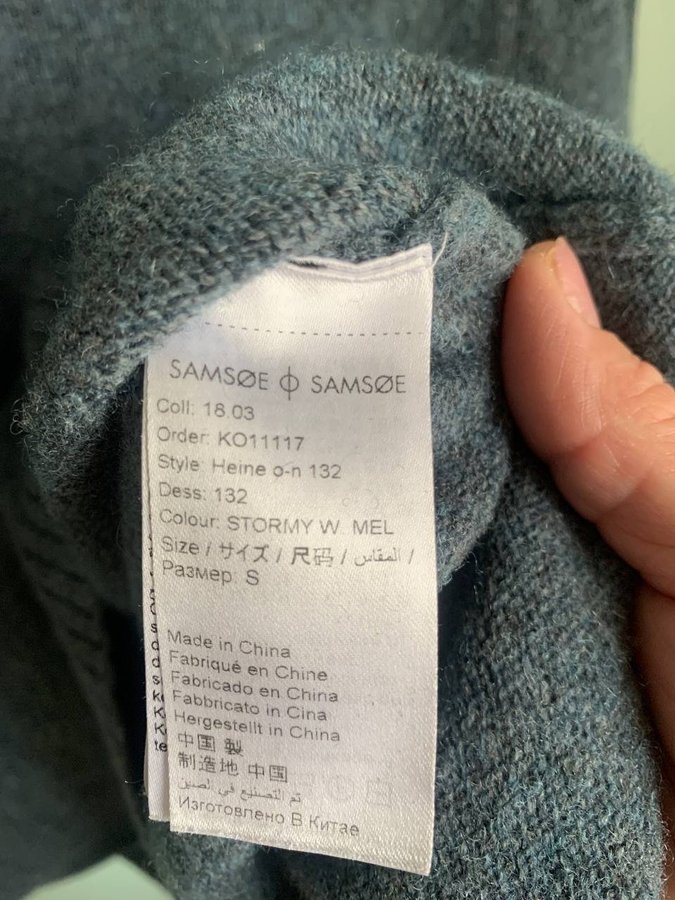 SAMSØE ϕ SAMSØE
Coll: 18.03
Order: KO11117
Style: Heine o-n 132
Dess: 132
Colour: STORMY W. MEL
Size / サイズ / 尺码 / المقاس /
Размер: S
Made in China
Fabriqué en Chine
Fabricado en China
Fabbricato in Cina
Hergestellt in China
中国 製
制造地 中国
تم التصنيع في الصين
Изготовлено В Китае